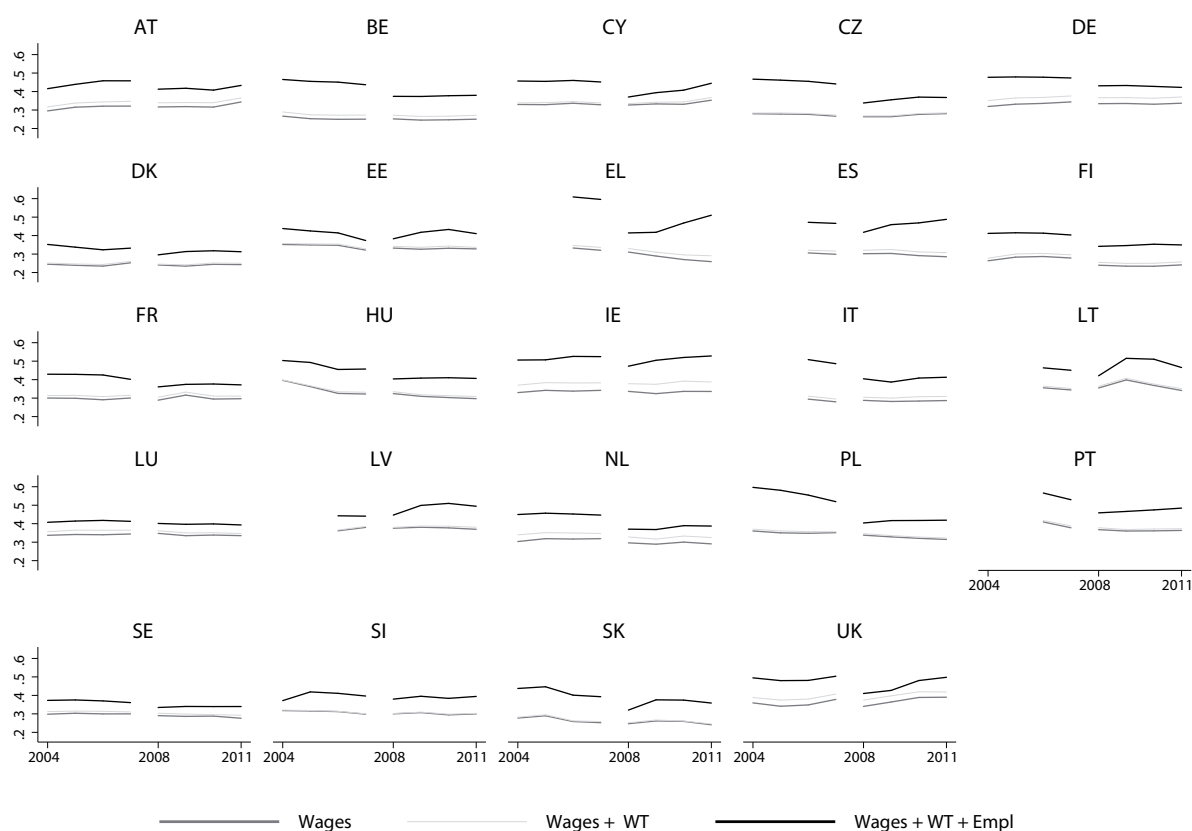 AT BE CY CZ DE
.2 .3 .4 .5 .6
DK EE EL ES FI
.2 .3 .4 .5 .6
FR HU IE IT LT
.2 .3 .4 .5 .6
LU LV NL PL PT
.2 .3 .4 .5 .6
2004 2008 2011
SE SI SK UK
.2 .3 .4 .5 .6
2004 2008 2011 2004 2008 2011 2004 2008 2011 2004 2008 2011
Wages Wages + WT Wages + WT + Empl